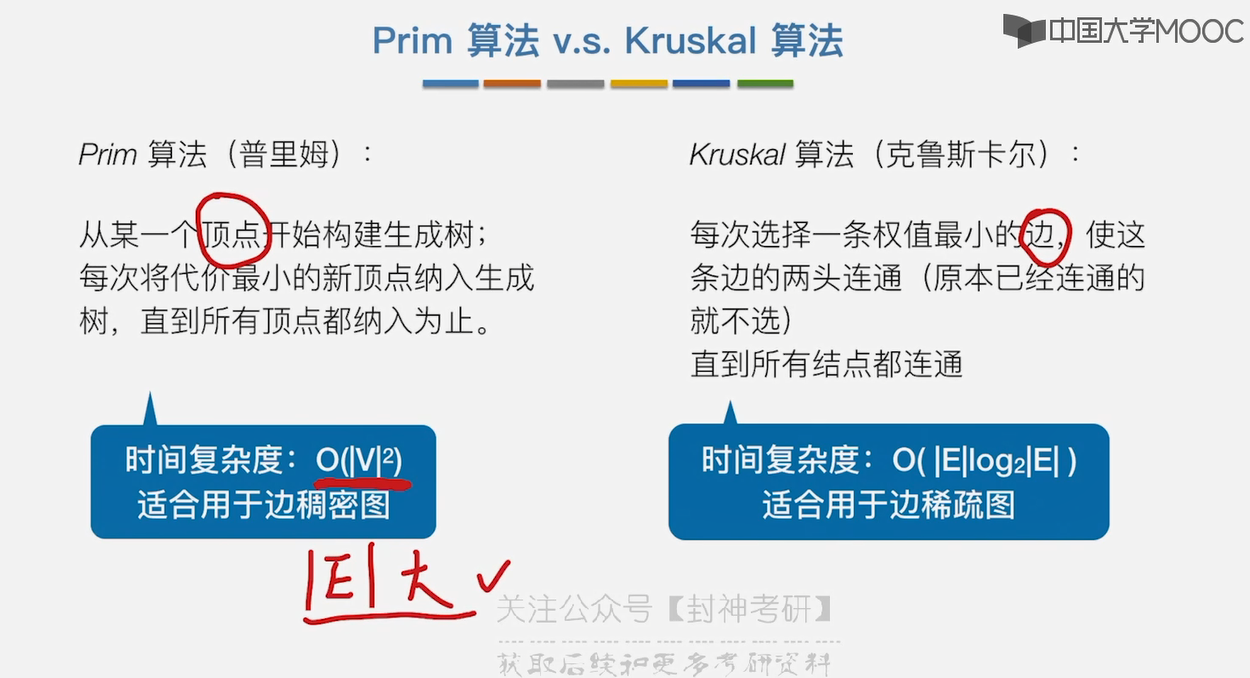 Prim 算法 v.s. Kruskal 算法
中国大学MOOC
Prim 算法（普里姆）：
从某一个顶点开始构建生成树；
每次将代价最小的新顶点纳入生成
树，直到所有顶点都纳入为止。
时间复杂度：O(|V|²)
适合用于边稠密图
|E|大✓
Kruskal 算法（克鲁斯卡尔）：
每次选择一条权值最小的边，使这
条边的两头连通（原本已经连通的
就不选）
直到所有结点都连通
时间复杂度：O( |E|log₂|E| )
适合用于边稀疏图
关注公众号【封神考研】
获取后续和更多考研资料